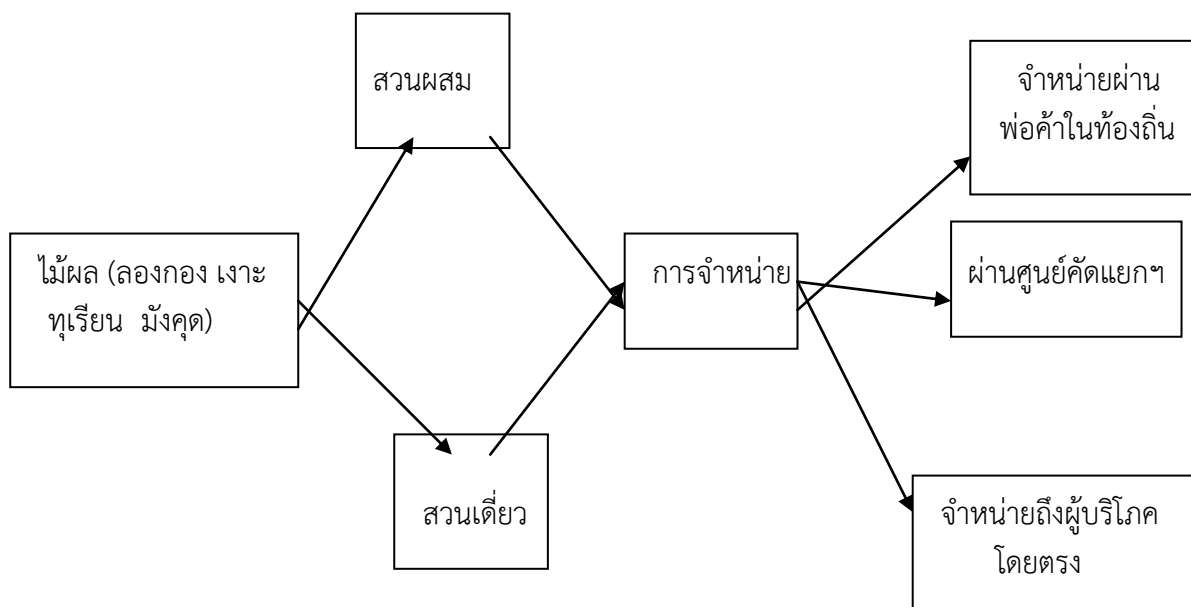 สวนผสม
จำหน่ายผ่าน
พ่อค้าในท้องถิ่น
ไม้ผล (ลองกอง เงาะ
ทุเรียน มังคุด)
การจำหน่าย
ผ่านศูนย์คัดแยกฯ
สวนเดี่ยว
จำหน่ายถึงผู้บริโภค
โดยตรง